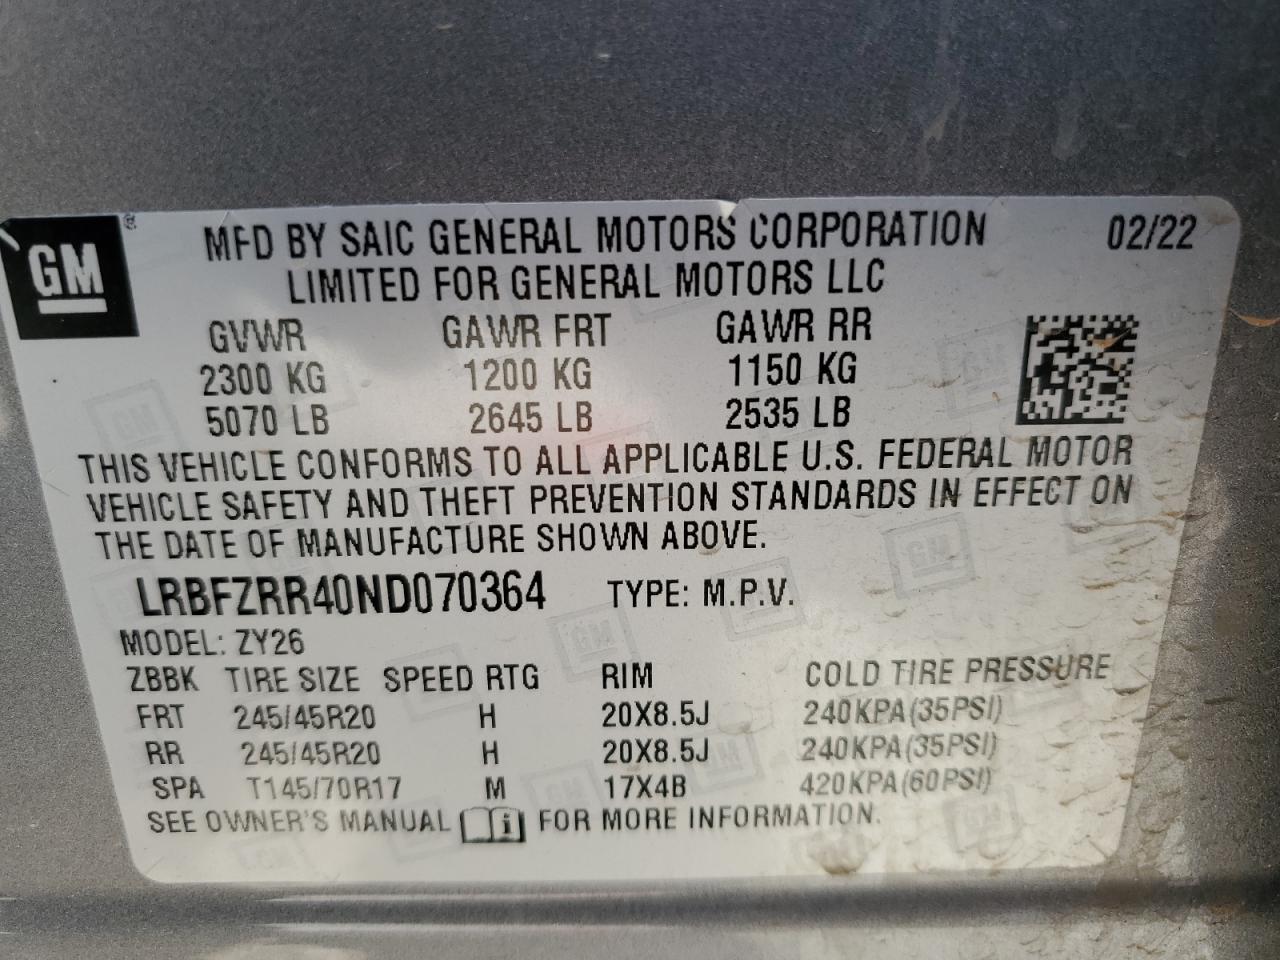 GM ®
MFD BY SAIC GENERAL MOTORS CORPORATION 02/22
LIMITED FOR GENERAL MOTORS LLC
GVWR GAWR FRT GAWR RR
2300 KG 1200 KG 1150 KG
5070 LB 2645 LB 2535 LB
THIS VEHICLE CONFORMS TO ALL APPLICABLE U.S. FEDERAL MOTOR
VEHICLE SAFETY AND THEFT PREVENTION STANDARDS IN EFFECT ON
THE DATE OF MANUFACTURE SHOWN ABOVE.
LRBFZRR40ND070364 TYPE: M.P.V.
MODEL: ZY26
ZBBK TIRE SIZE SPEED RTG RIM COLD TIRE PRESSURE
FRT 245/45R20 H 20X8.5J 240KPA(35PSI)
RR 245/45R20 H 20X8.5J 240KPA(35PSI)
SPA T145/70R17 M 17X4B 420KPA(60PSI)
SEE OWNER'S MANUAL i FOR MORE INFORMATION.